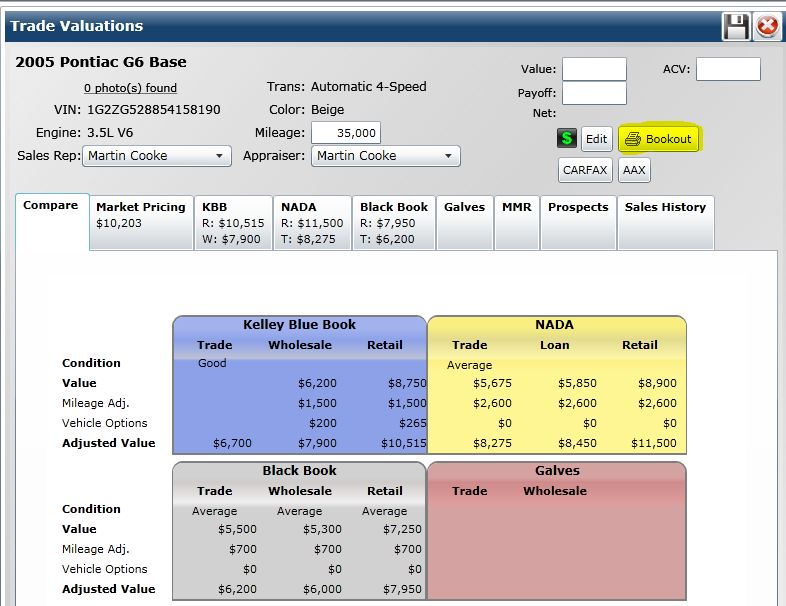 Trade Valuations
2005 Pontiac G6 Base
0 photo(s) found
VIN: 1G2ZG528854158190
Engine: 3.5L V6
Sales Rep: Martin Cooke
Trans: Automatic 4-Speed
Color: Beige
Mileage: 35,000
Appraiser: Martin Cooke
Value:
ACV:
Payoff:
Net:
$ Edit Bookout
CARFAX AAX
Compare
Market Pricing
$10,203
KBB
R: $10,515
W: $7,900
NADA
R: $11,500
T: $8,275
Black Book
R: $7,950
T: $6,200
Galves
MMR
Prospects
Sales History
Kelley Blue Book NADA
Trade Wholesale Retail Trade Loan Retail
Condition Good Average
Value $6,200 $8,750 $5,675 $5,850 $8,900
Mileage Adj. $1,500 $1,500 $2,600 $2,600 $2,600
Vehicle Options $200 $265 $0 $0 $0
Adjusted Value $6,700 $7,900 $10,515 $8,275 $8,450 $11,500
Black Book Galves
Trade Wholesale Retail Trade Wholesale
Condition Average Average Average
Value $5,500 $5,300 $7,250
Mileage Adj. $700 $700 $700
Vehicle Options $0 $0 $0
Adjusted Value $6,200 $6,000 $7,950